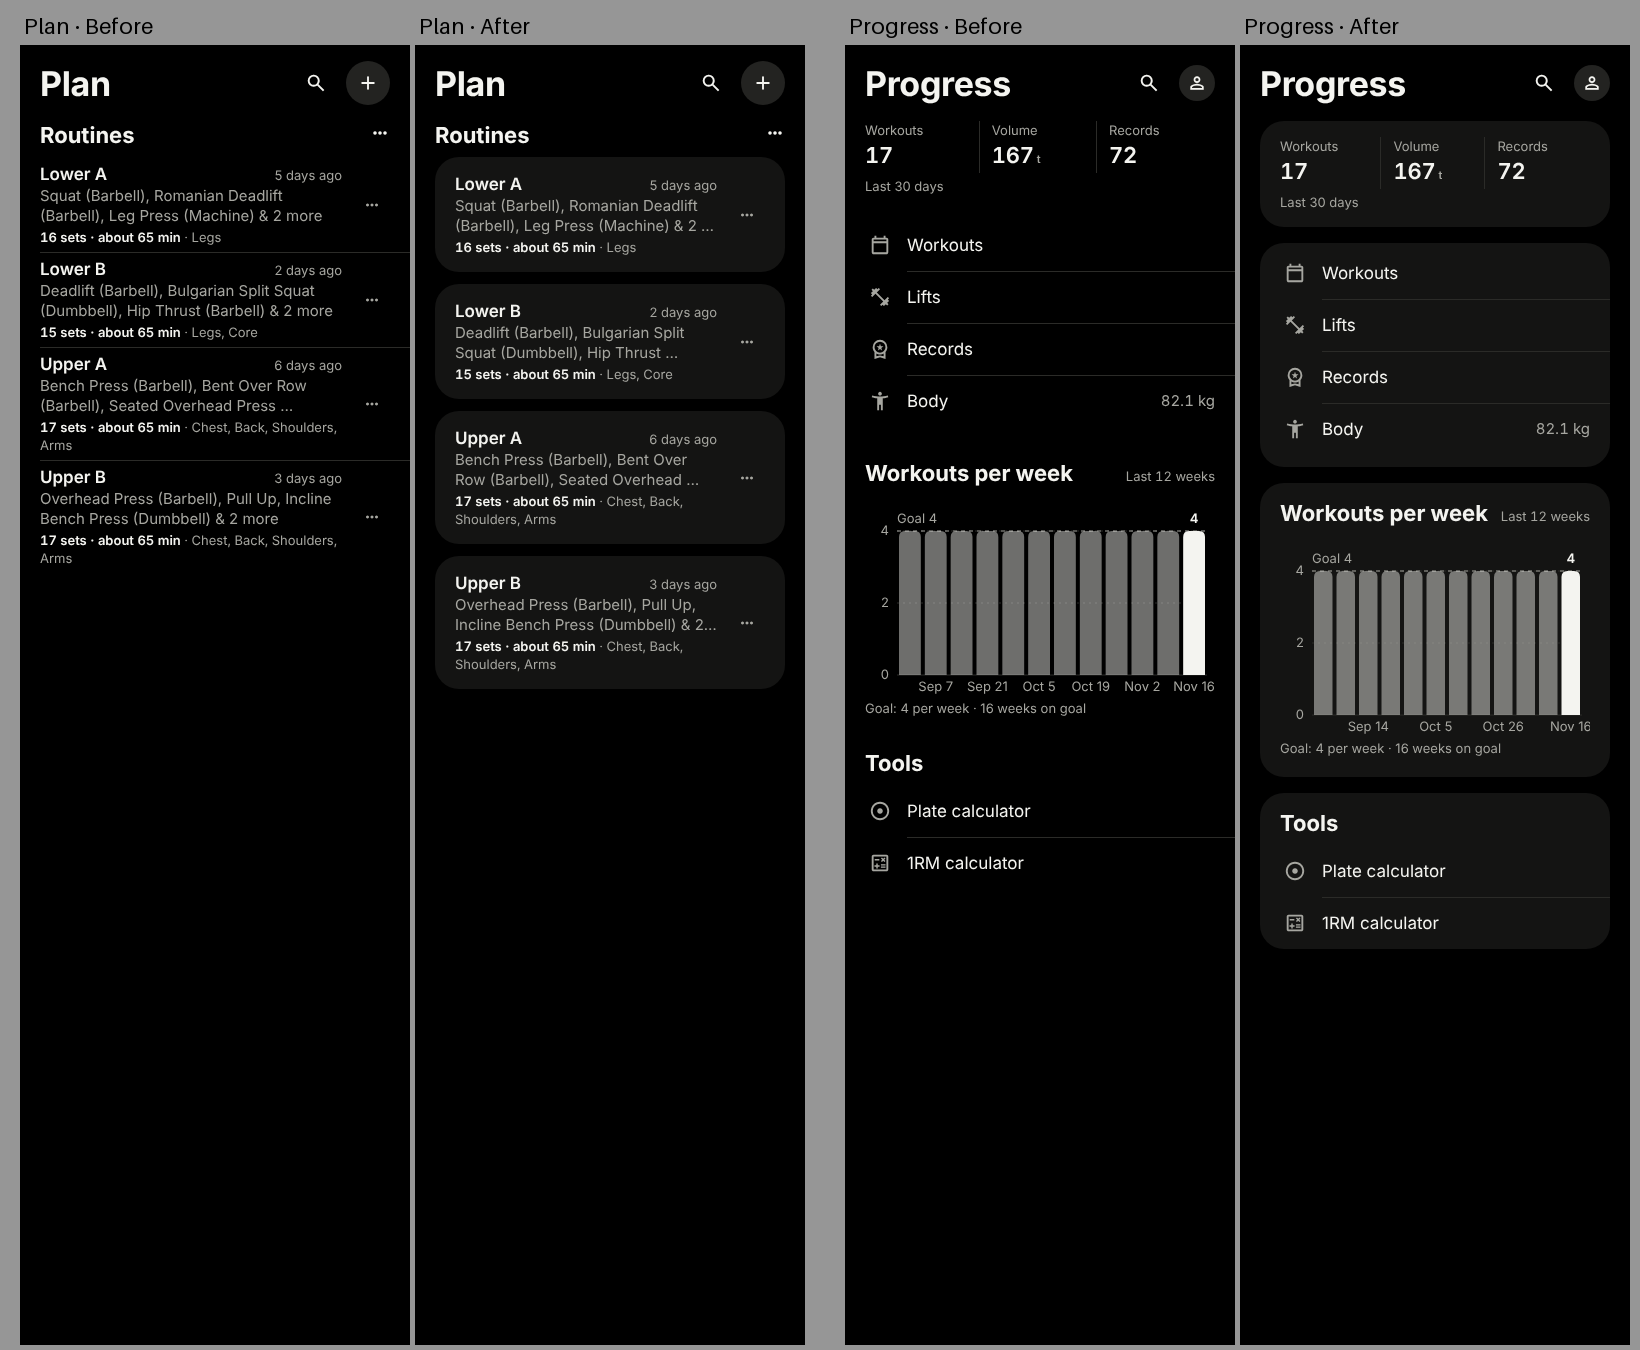 Plan · Before
Plan
Routines
Lower A
5 days ago
Squat (Barbell), Romanian Deadlift
(Barbell), Leg Press (Machine) & 2 more
16 sets · about 65 min · Legs
Lower B
2 days ago
Deadlift (Barbell), Bulgarian Split Squat
(Dumbbell), Hip Thrust (Barbell) & 2 more
15 sets · about 65 min · Legs, Core
Upper A
6 days ago
Bench Press (Barbell), Bent Over Row
(Barbell), Seated Overhead Press ...
17 sets · about 65 min · Chest, Back, Shoulders,
Arms
Upper B
3 days ago
Overhead Press (Barbell), Pull Up, Incline
Bench Press (Dumbbell) & 2 more
17 sets · about 65 min · Chest, Back, Shoulders,
Arms
Plan · After
Plan
Routines
Lower A
5 days ago
Squat (Barbell), Romanian Deadlift
(Barbell), Leg Press (Machine) & 2 ...
16 sets · about 65 min · Legs
Lower B
2 days ago
Deadlift (Barbell), Bulgarian Split
Squat (Dumbbell), Hip Thrust ...
15 sets · about 65 min · Legs, Core
Upper A
6 days ago
Bench Press (Barbell), Bent Over
Row (Barbell), Seated Overhead ...
17 sets · about 65 min · Chest, Back,
Shoulders, Arms
Upper B
3 days ago
Overhead Press (Barbell), Pull Up,
Incline Bench Press (Dumbbell) & 2...
17 sets · about 65 min · Chest, Back,
Shoulders, Arms
Progress · Before
Progress
Workouts
17
Volume
167 t
Records
72
Last 30 days
Workouts
Lifts
Records
Body
82.1 kg
Workouts per week
Last 12 weeks
Goal 4
4
4
2
0
Sep 7
Sep 21
Oct 5
Oct 19
Nov 2
Nov 16
Goal: 4 per week · 16 weeks on goal
Tools
Plate calculator
1RM calculator
Progress · After
Progress
Workouts
17
Volume
167 t
Records
72
Last 30 days
Workouts
Lifts
Records
Body
82.1 kg
Workouts per week
Last 12 weeks
Goal 4
4
4
2
0
Sep 14
Oct 5
Oct 26
Nov 16
Goal: 4 per week · 16 weeks on goal
Tools
Plate calculator
1RM calculator